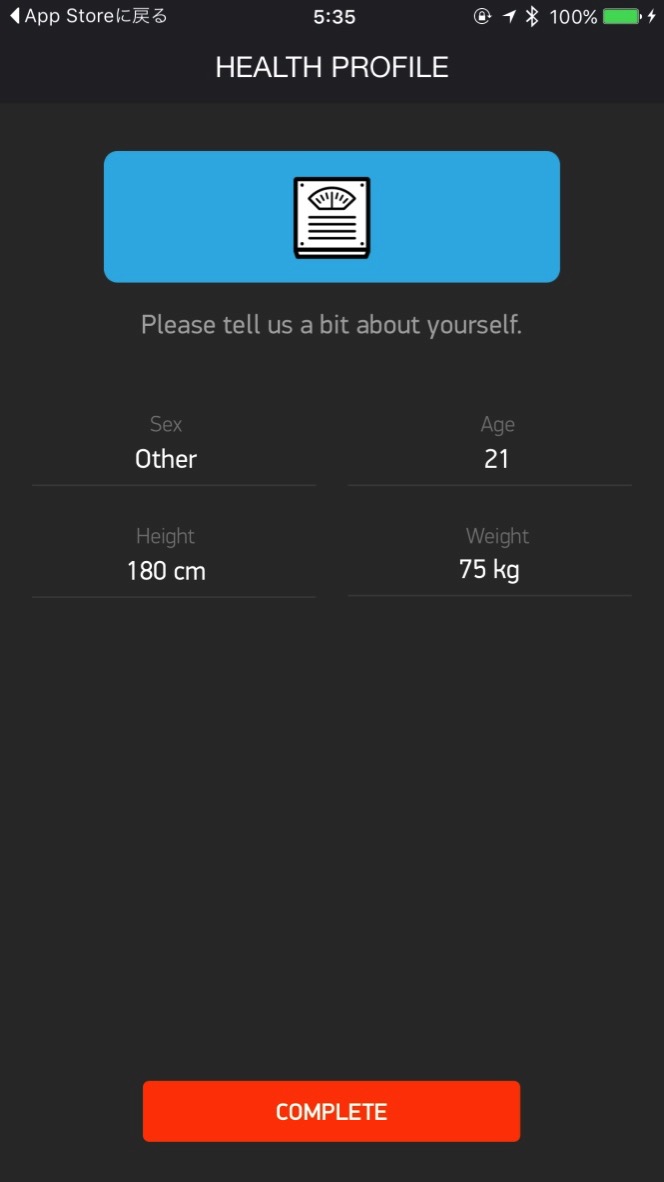 App Storeに戻る 5:35 100%
HEALTH PROFILE
Please tell us a bit about yourself.
Sex Age
Other 21
Height Weight
180 cm 75 kg
COMPLETE